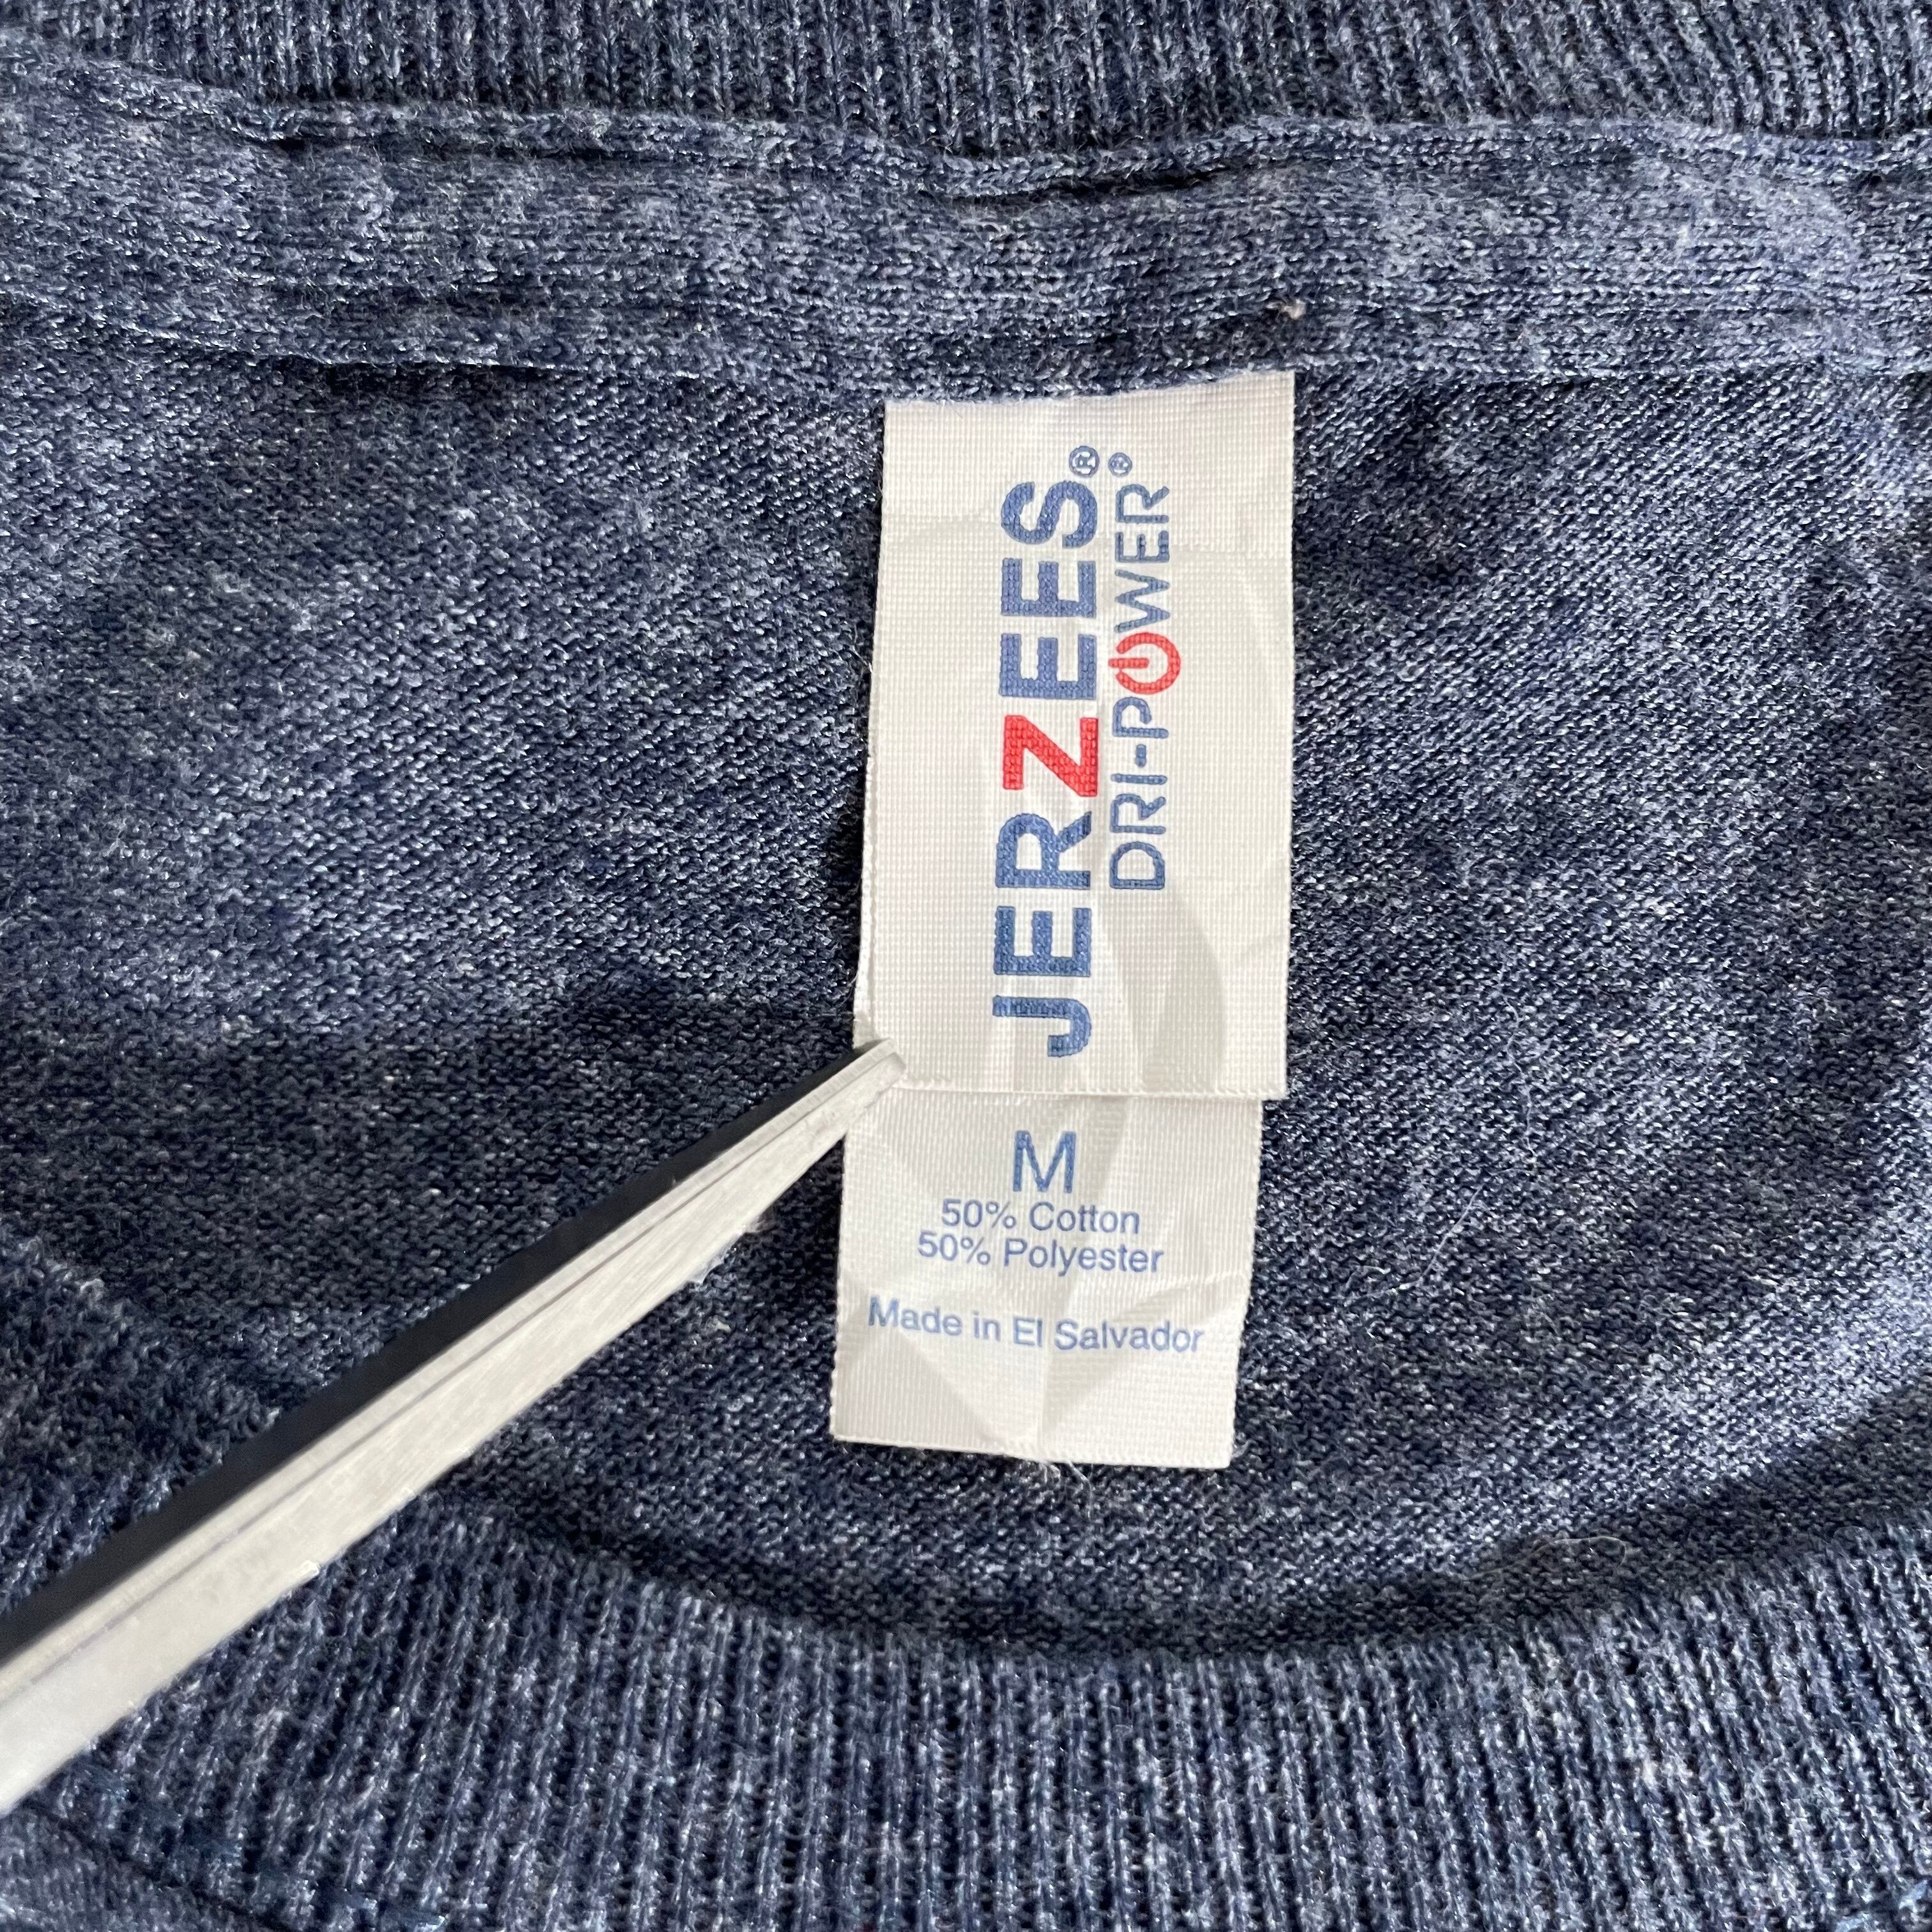 JERZEES®
DRI-POWER®
M
50% Cotton
50% Polyester
Made in El Salvador